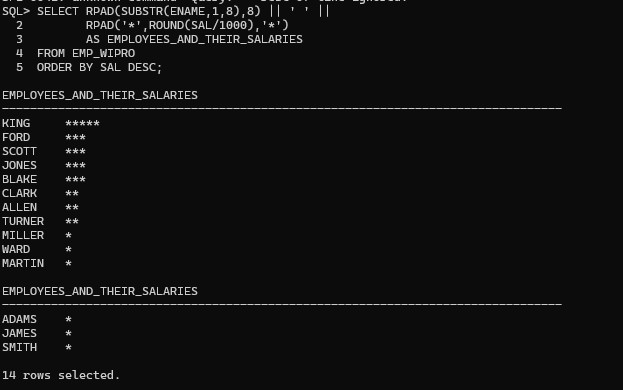 SQL> SELECT RPAD(SUBSTR(ENAME,1,8),8) || ' ' ||
  2         RPAD('*',ROUND(SAL/1000),'*')
  3         AS EMPLOYEES_AND_THEIR_SALARIES
  4  FROM EMP_WIPRO
  5  ORDER BY SAL DESC;
EMPLOYEES_AND_THEIR_SALARIES
--------------------------------------------------------------------------------
KING     *****
FORD     ***
SCOTT    ***
JONES    ***
BLAKE    ***
CLARK    **
ALLEN    **
TURNER   **
MILLER   *
WARD     *
MARTIN   *
EMPLOYEES_AND_THEIR_SALARIES
--------------------------------------------------------------------------------
ADAMS    *
JAMES    *
SMITH    *
14 rows selected.